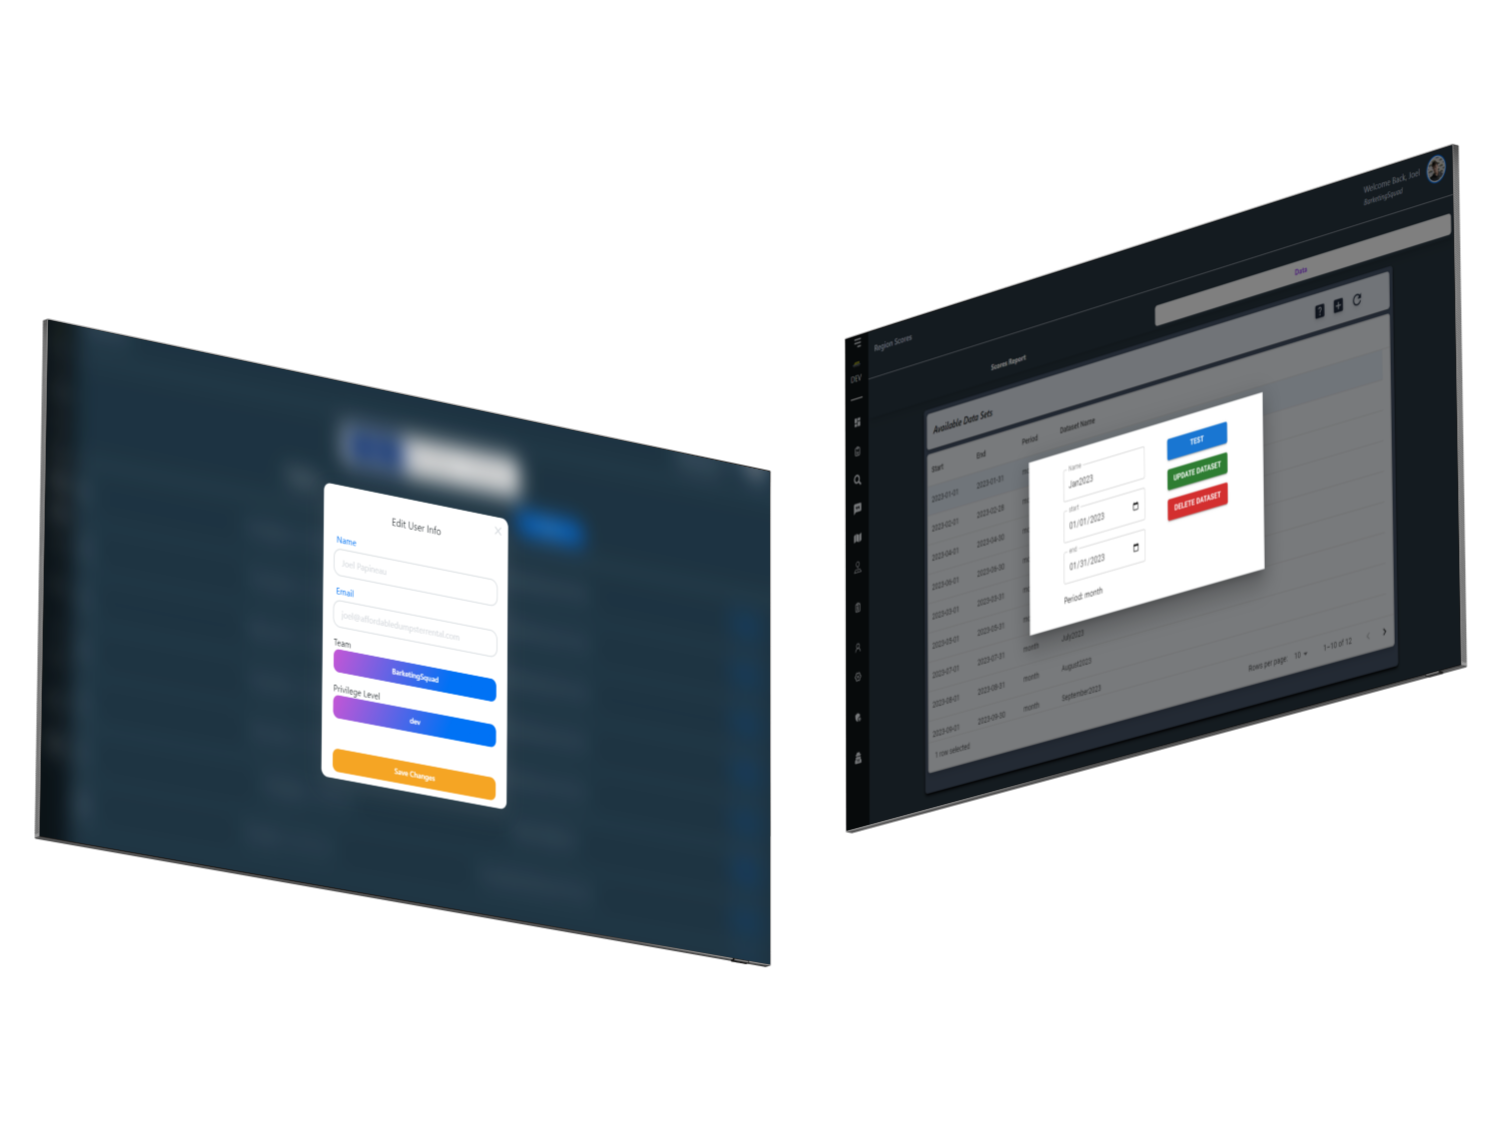 Edit User Info
Name
Joel Papineau
Email
joel@affordabledumpsterrental.com
Team
BarketingSquad
Privilege Level
dev
Save Changes
Welcome Back, Joel
BarketingSquad
Region Scores
DEV
Data
Scores Report
Available Data Sets
Start End Period Dataset Name
2023-01-01 2023-01-31
2023-02-01 2023-02-28
2023-04-01 2023-04-30
2023-06-01 2023-06-30
2023-03-01 2023-03-31
2023-05-01 2023-05-31 month July2023
2023-07-01 2023-07-31 month August2023
2023-08-01 2023-08-31 month September2023
2023-09-01 2023-09-30 month
1 row selected
Rows per page: 10 1–10 of 12
Name
Jan2023
start
01/01/2023
end
01/31/2023
Period: month
TEST
UPDATE DATASET
DELETE DATASET